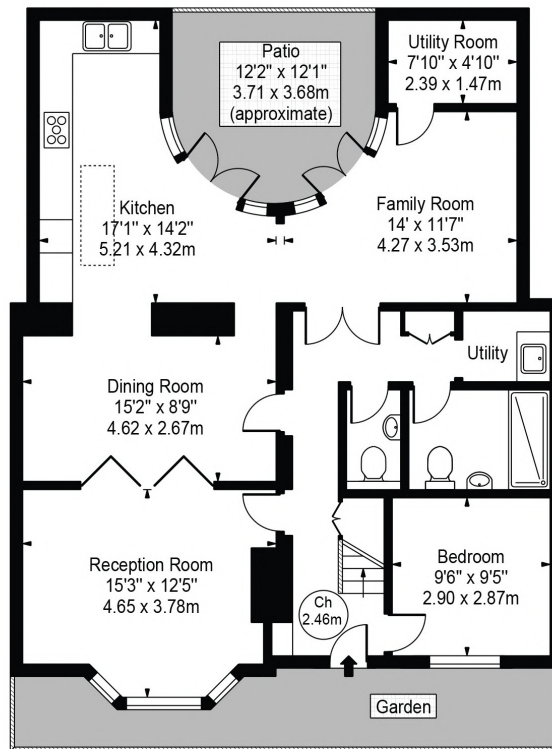 Patio
12'2" x 12'1"
3.71 x 3.68m
(approximate)
Utility Room
7'10" x 4'10"
2.39 x 1.47m
Kitchen
17'1" x 14'2"
5.21 x 4.32m
Family Room
14' x 11'7"
4.27 x 3.53m
Utility
Dining Room
15'2" x 8'9"
4.62 x 2.67m
Reception Room
15'3" x 12'5"
4.65 x 3.78m
Bedroom
9'6" x 9'5"
2.90 x 2.87m
Ch
2.46m
Garden